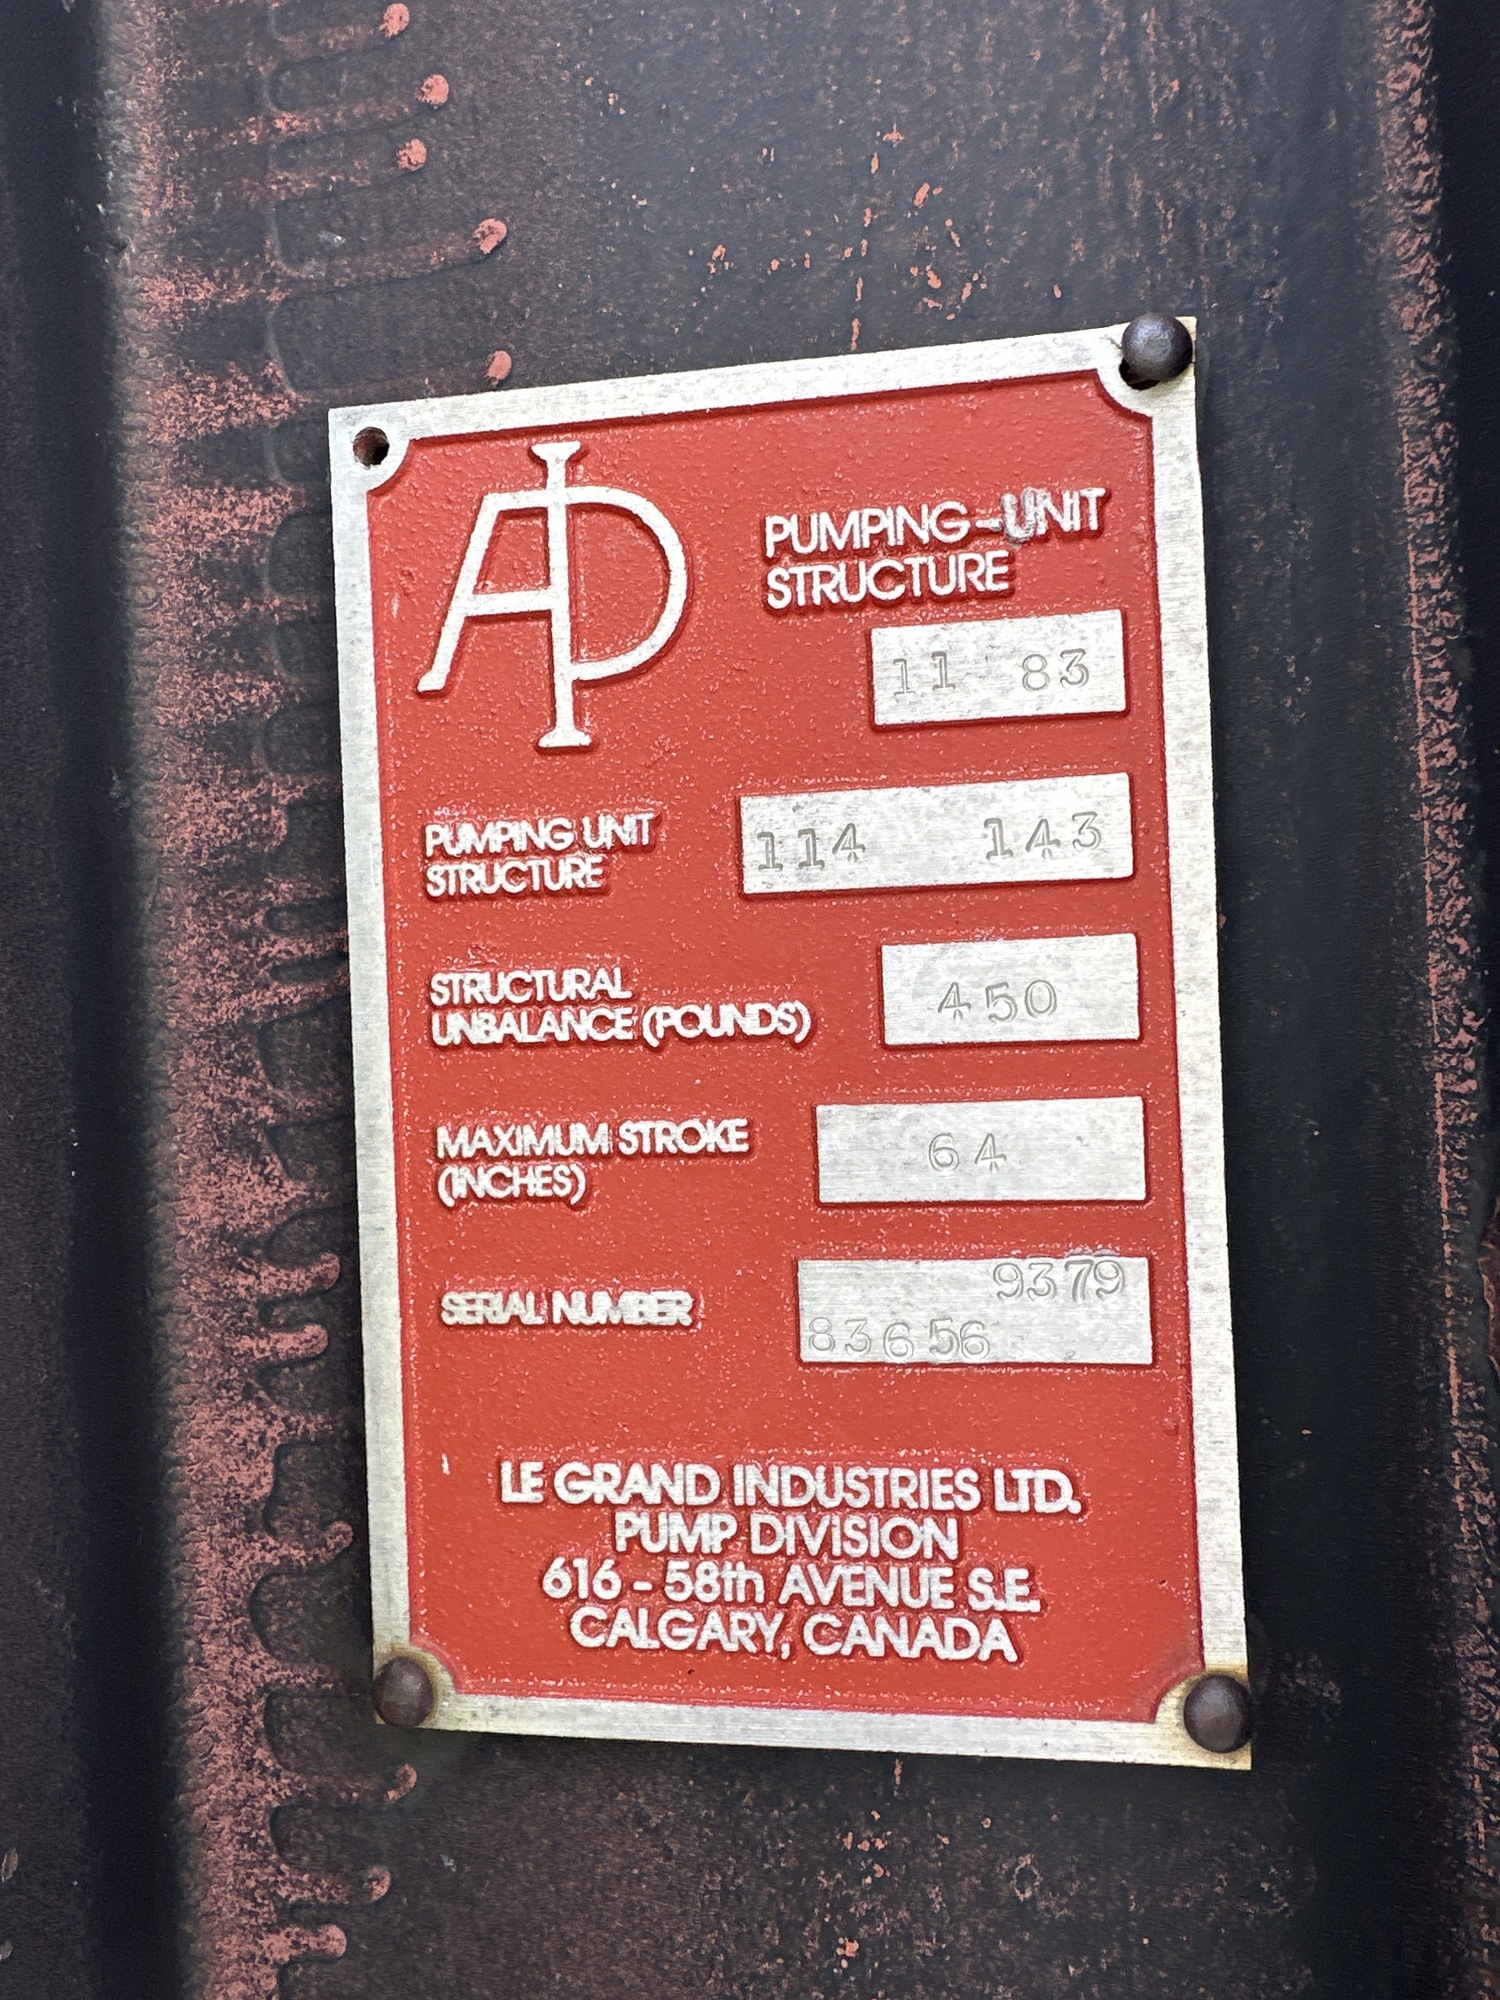 API
PUMPING-UNIT
STRUCTURE
11 83
PUMPING UNIT
STRUCTURE
114 143
STRUCTURAL
UNBALANCE (POUNDS)
450
MAXIMUM STROKE
(INCHES)
64
SERIAL NUMBER
9379
83656
LE GRAND INDUSTRIES LTD.
PUMP DIVISION
616 - 58th AVENUE S.E.
CALGARY, CANADA